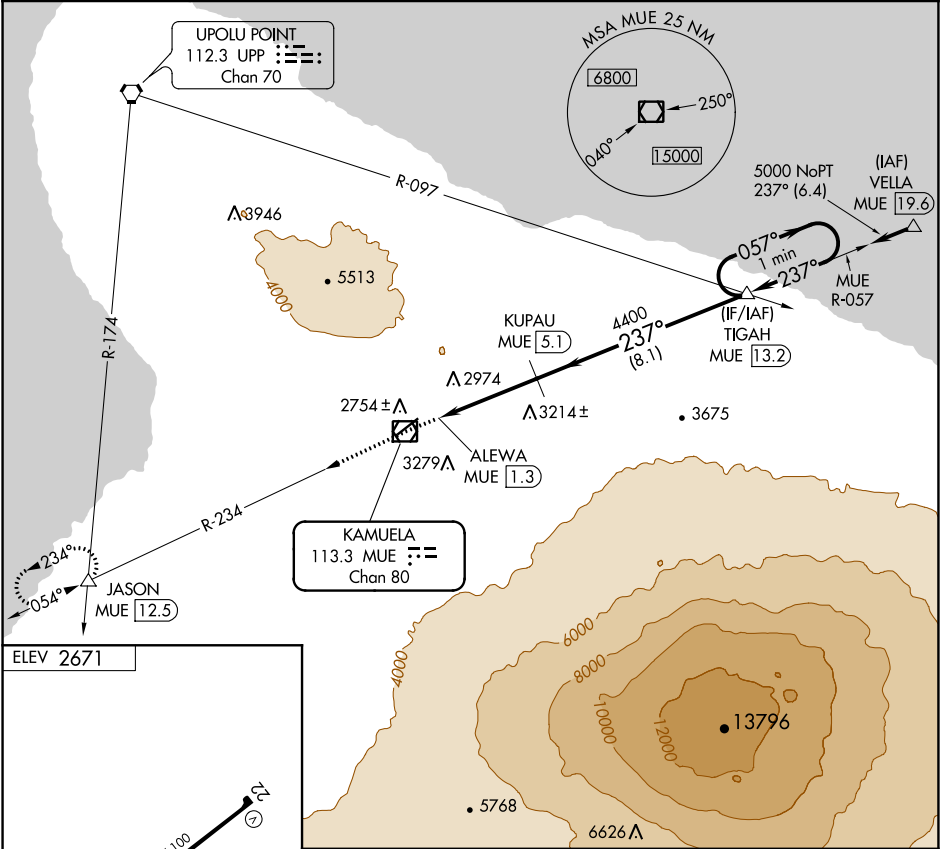 UPOLU POINT
112.3 UPP
Chan 70
MSA MUE 25 NM
6800
250°
040°
15000
5000 NoPT
237° (6.4)
(IAF)
VELLA
MUE 19.6
R-097
3946
5513
4000
057°
1 min
237°
MUE
R-057
(IF/IAF)
TIGAH
MUE 13.2
R-174
KUPAU
MUE 5.1
4400
237°
(8.1)
2974
2754±
3214±
3675
3279
ALEWA
MUE 1.3
R-234
KAMUELA
113.3 MUE
Chan 80
234°
054°
JASON
MUE 12.5
ELEV 2671
4000
6000
8000
10000
12000
13796
5768
6626
22
V
100